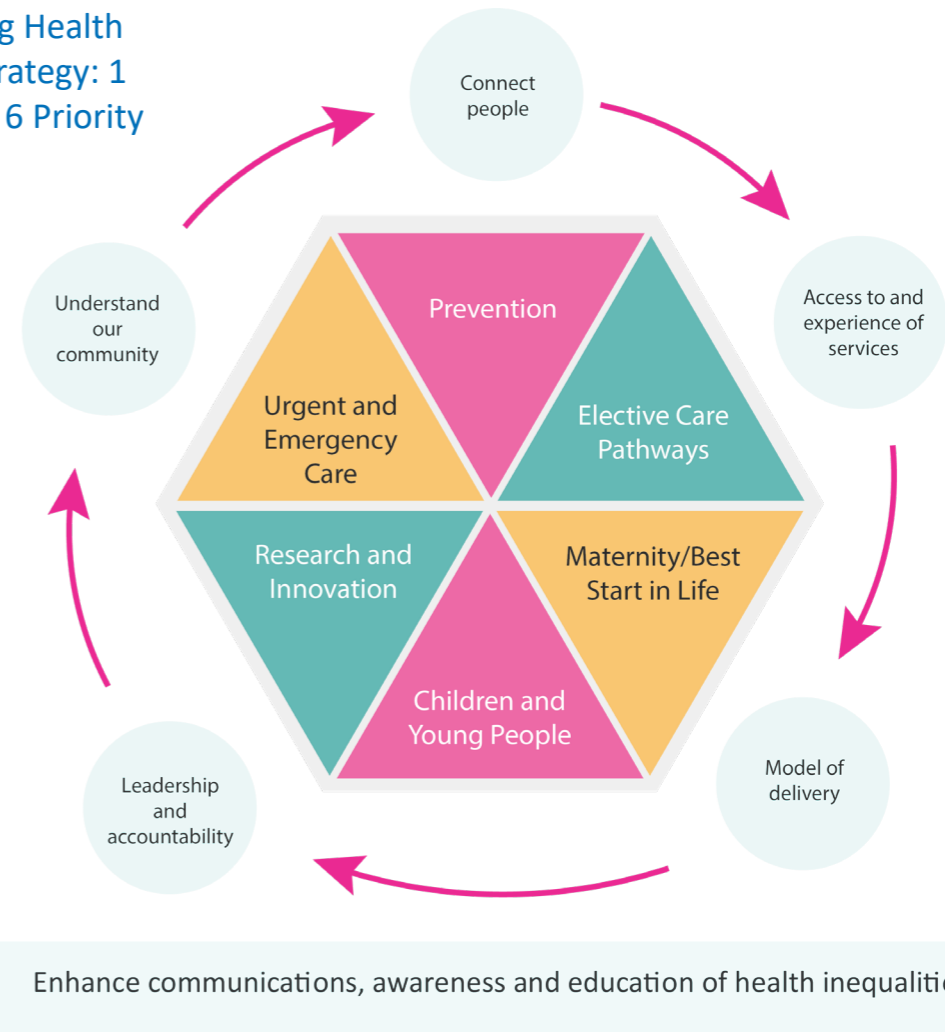 g Health
rategy: 1
6 Priority
Connect
people
Understand
our
community
Access to and
experience of
services
Prevention
Urgent and
Emergency
Care
Elective Care
Pathways
Research and
Innovation
Maternity/Best
Start in Life
Children and
Young People
Leadership
and
accountability
Model of
delivery
Enhance communications, awareness and education of health inequalitie